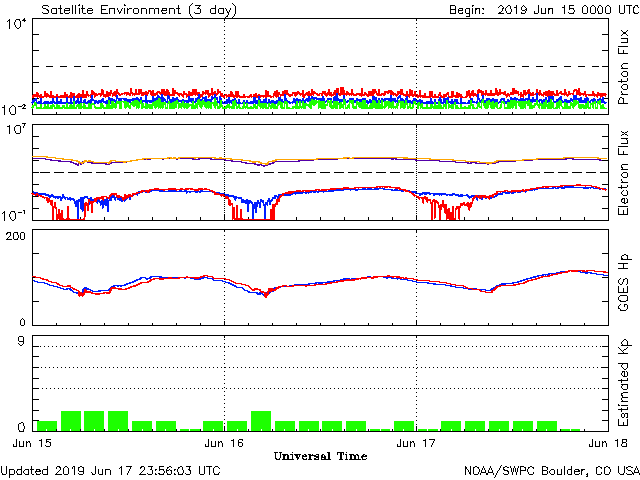 Satellite Environment (3 day) Begin: 2019 Jun 15 0000 UTC
10^4
10^-2
Proton Flux
10^7
10^-1
Electron Flux
200
0
GOES Hp
9
0
Estimated Kp
Jun 15 Jun 16 Jun 17 Jun 18
Universal Time
Updated 2019 Jun 17 23:56:03 UTC NOAA/SWPC Boulder, CO USA